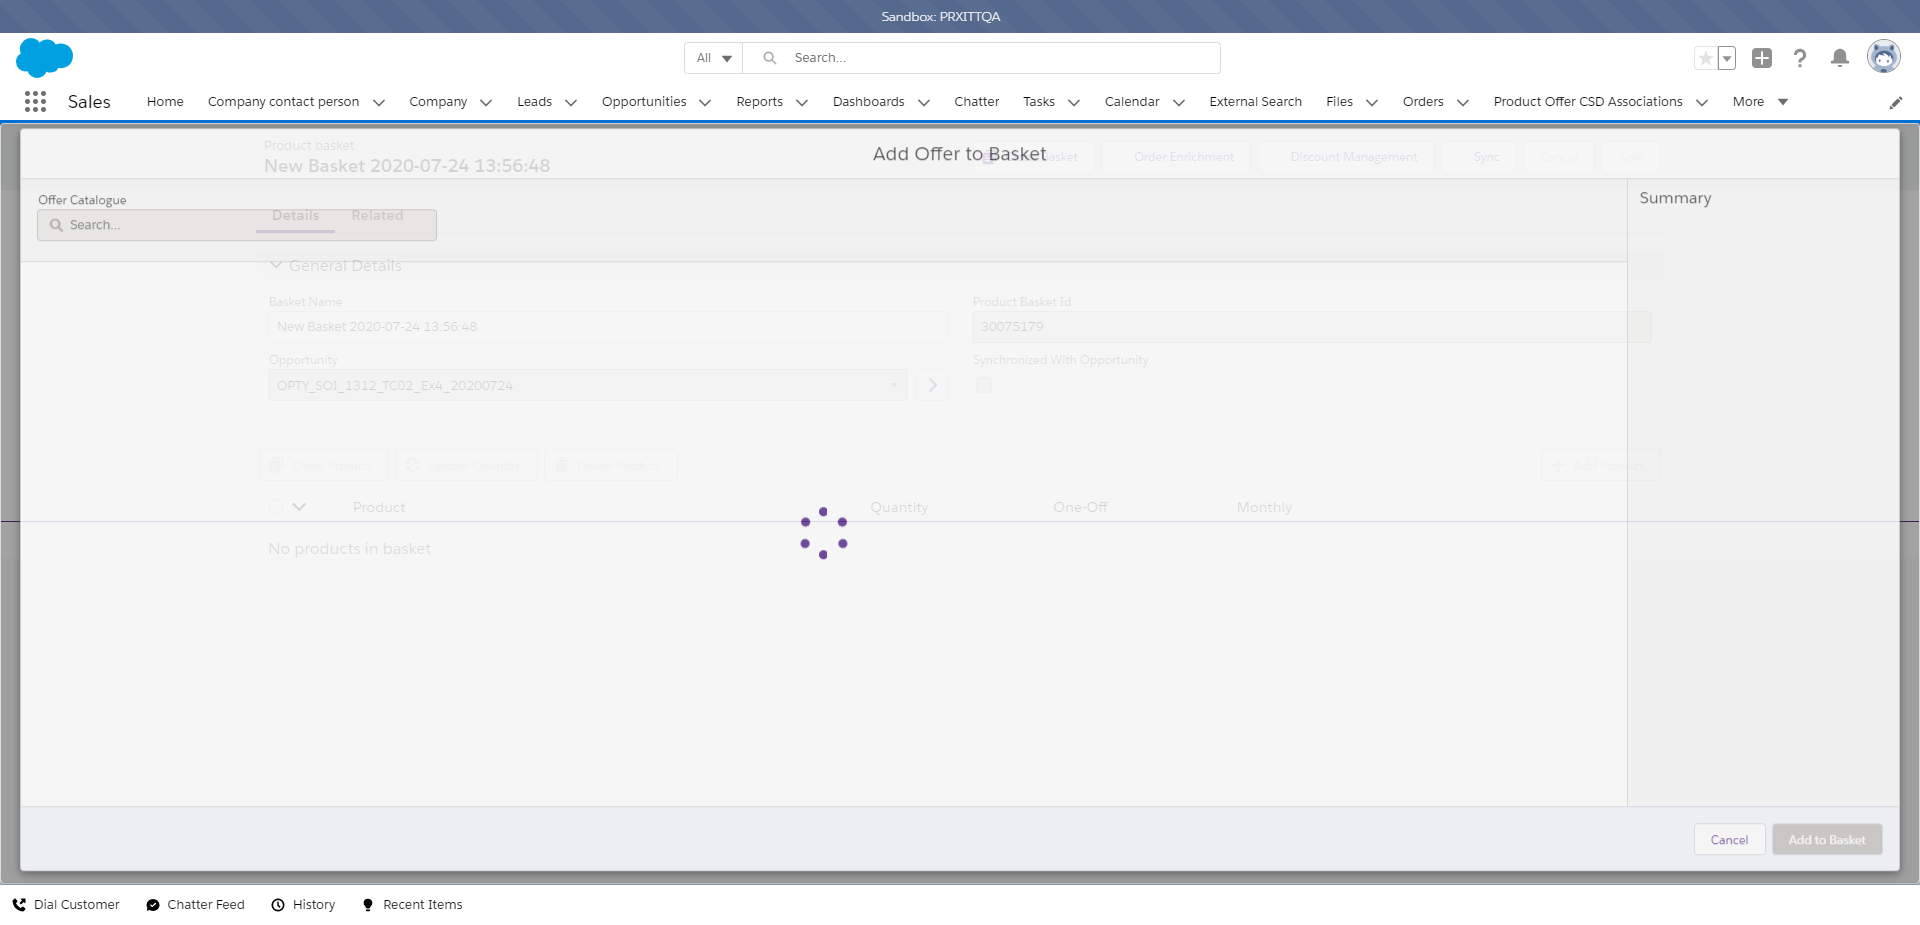 Sandbox: PRXITTQA
All
Search...
Sales
Home
Company contact person
Company
Leads
Opportunities
Reports
Dashboards
Chatter
Tasks
Calendar
External Search
Files
Orders
Product Offer CSD Associations
More
Product basket
New Basket 2020-07-24 13:56:48
Add Offer to Basket
Basket
Order Enrichment
Discount Management
Sync
Cancel
Save
Offer Catalogue
Search...
Details
Related
Summary
General Details
Basket Name
New Basket 2020-07-24 13:56:48
Product Basket Id
30075179
Opportunity
OPTY_SOI_1312_TC02_Ex4_20200724
Synchronized With Opportunity
Clone Product
Update Quantity
Delete Product
Add Product
Product
Quantity
One-Off
Monthly
No products in basket
Cancel
Add to Basket
Dial Customer
Chatter Feed
History
Recent Items